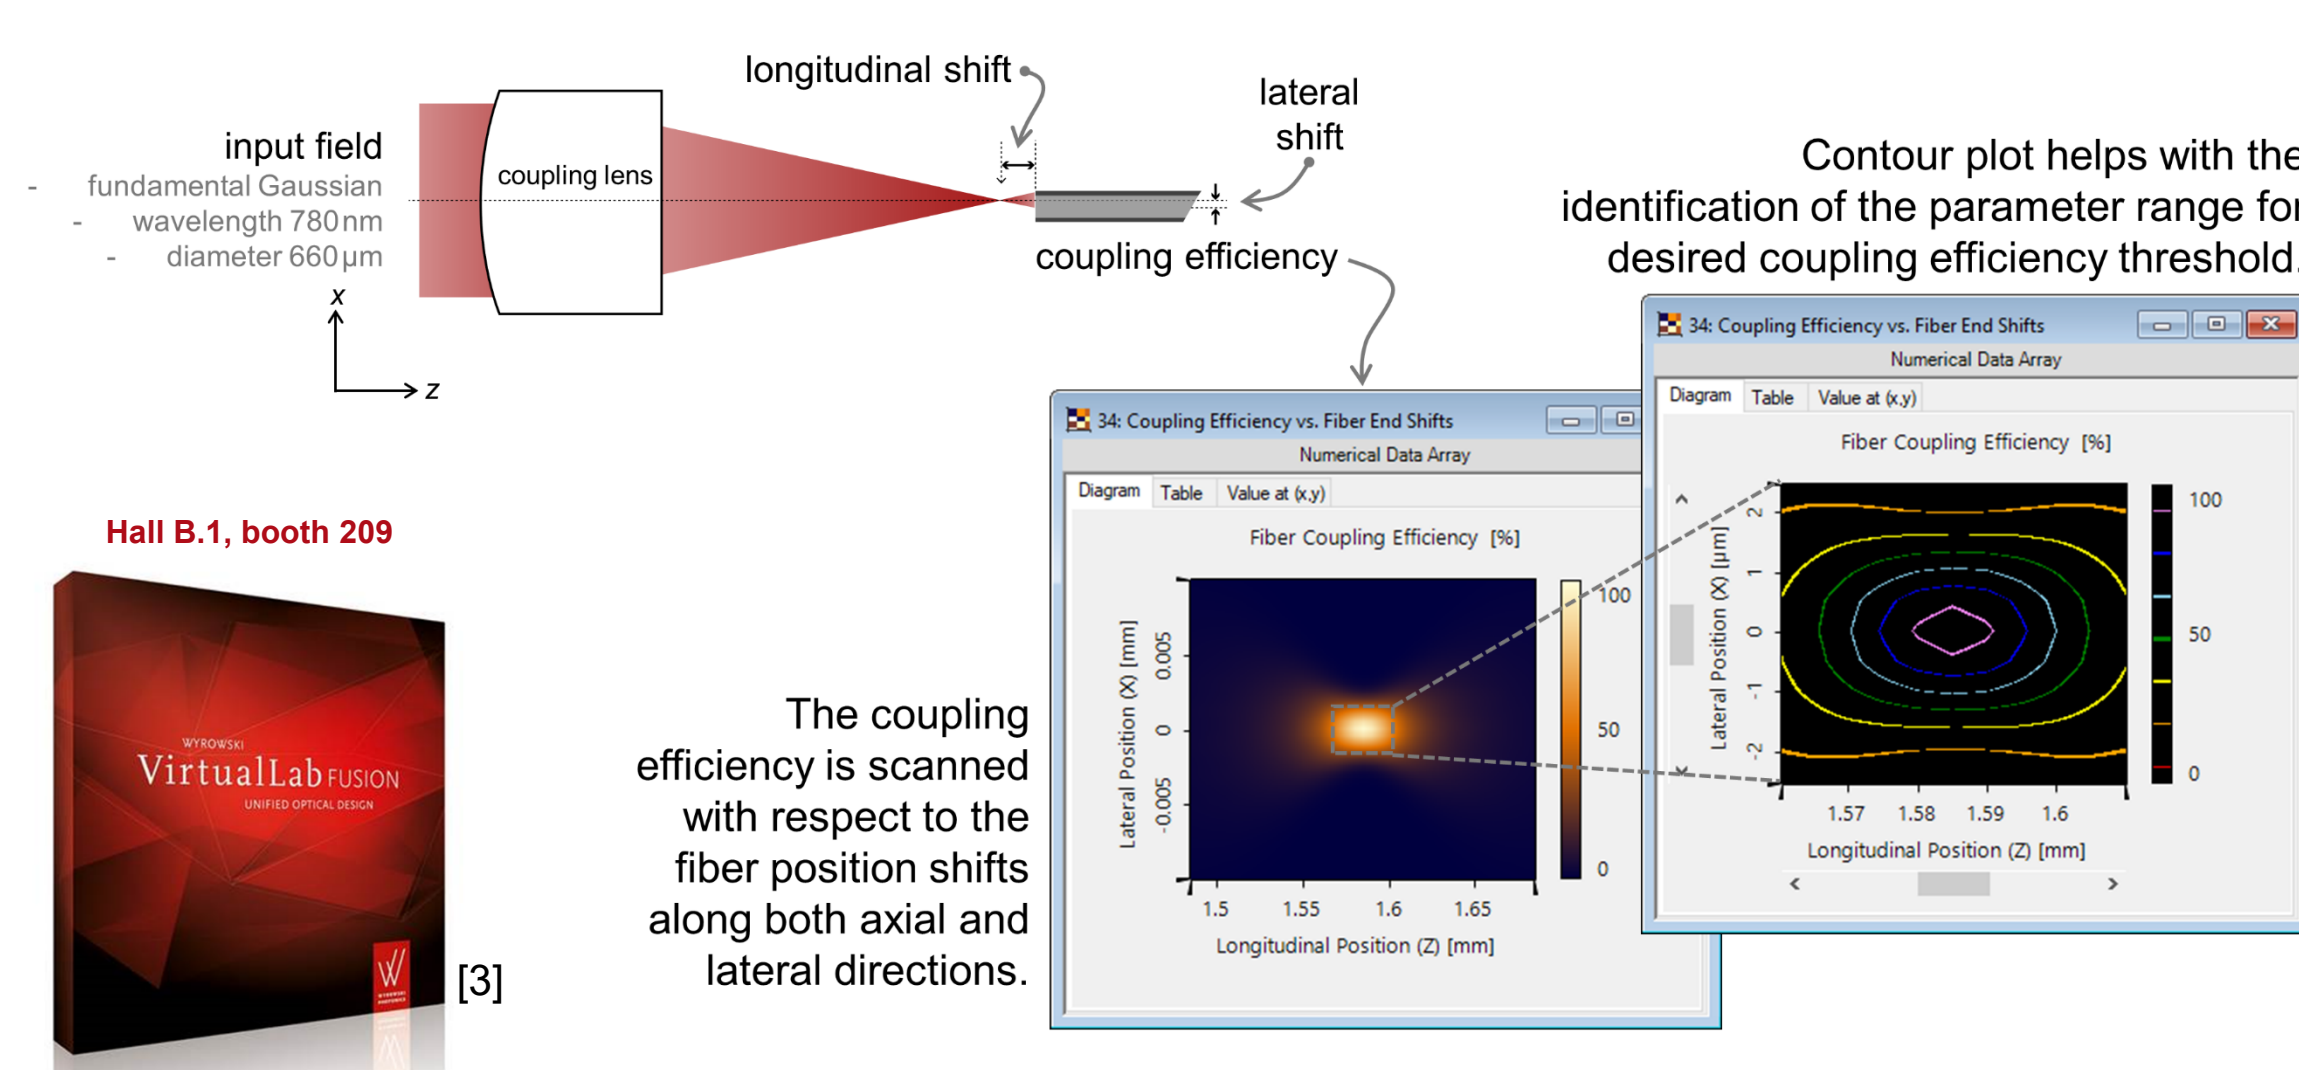 longitudinal shift
lateral
shift
input field
- fundamental Gaussian
- wavelength 780 nm
- diameter 660 µm
coupling lens
coupling efficiency
x
z
Contour plot helps with the
identification of the parameter range for
desired coupling efficiency threshold.
34: Coupling Efficiency vs. Fiber End Shifts
Numerical Data Array
Diagram Table Value at (x,y)
Fiber Coupling Efficiency [%]
Lateral Position (X) [µm]
2
1
0
-1
-2
1.57 1.58 1.59 1.6
Longitudinal Position (Z) [mm]
100
50
0
34: Coupling Efficiency vs. Fiber End Shifts
Numerical Data Array
Diagram Table Value at (x,y)
Fiber Coupling Efficiency [%]
Lateral Position (X) [mm]
0.005
0
-0.005
1.5 1.55 1.6 1.65
Longitudinal Position (Z) [mm]
100
50
0
Hall B.1, booth 209
WYROWSKI
VirtualLab FUSION
UNIFIED OPTICAL DESIGN
W
WYROWSKI
PHOTONICS
[3]
The coupling
efficiency is scanned
with respect to the
fiber position shifts
along both axial and
lateral directions.